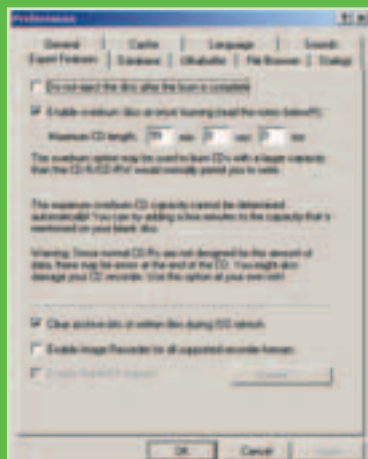 Preferences
General Cache Language Sounds
Expert Features Database Ultrabuffer File Browser Startup
Do not eject the disc after the burn is complete
Enable overburn disc-at-once burning (read the notes below!!!)
Maximum CD length: min sec
The overburn option may be used to burn CDs with a larger capacity
than the CD-R/CD-RW would normally permit you to write.
The maximum overburn CD capacity cannot be determined
automatically! You can try adding a few minutes to the capacity that is
mentioned on your blank disc.
Warning: Since normal CD-Rs are not designed for this amount of
data, there may be errors at the end of the CD. You might also
damage your CD recorder. Use this option at your own risk!
Clear archive bits of written files during ISO refresh
Enable Image Recorder for all supported recorder formats
OK Cancel